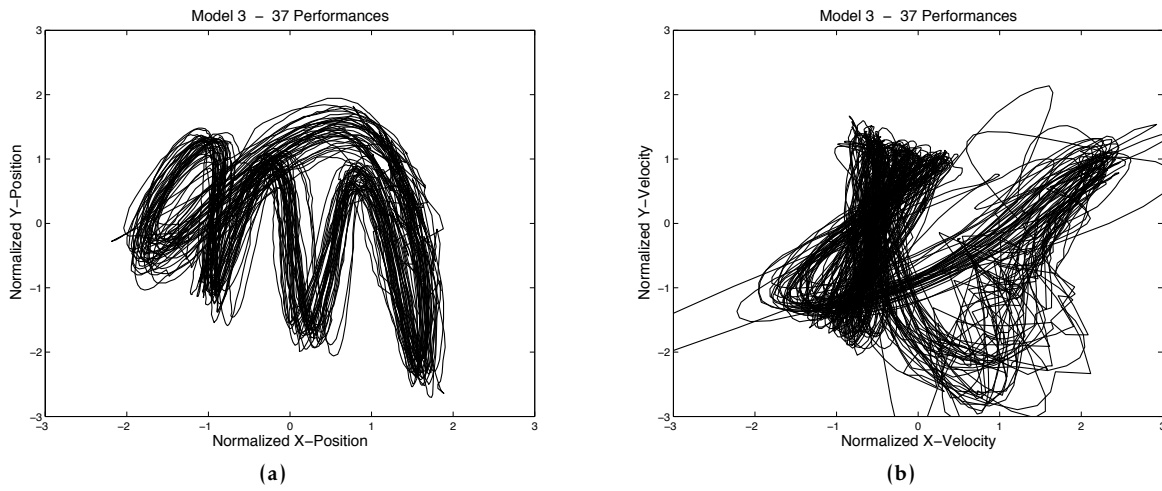 Model 3 − 37 Performances
3
2
1
0
−1
−2
−3
Normalized Y−Position
−3 −2 −1 0 1 2 3
Normalized X−Position
(a)
Model 3 − 37 Performances
3
2
1
0
−1
−2
−3
Normalized Y−Velocity
−3 −2 −1 0 1 2 3
Normalized X−Velocity
(b)